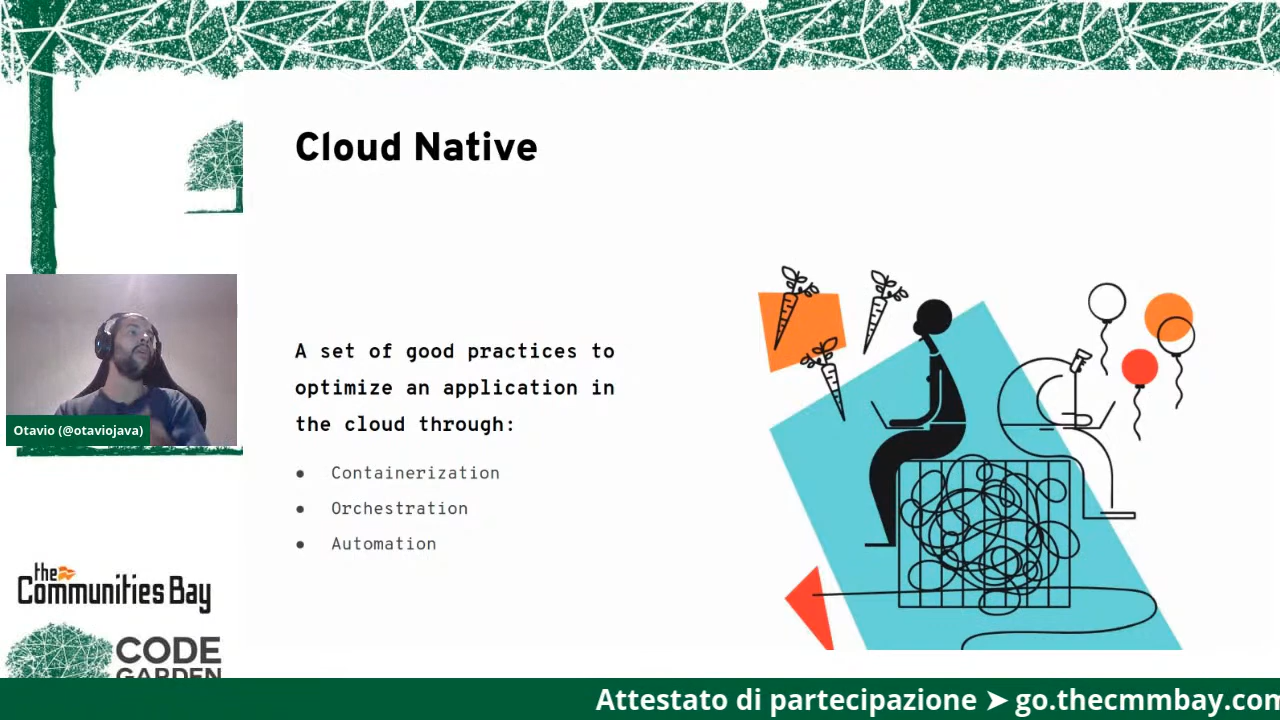 Cloud Native
A set of good practices to
optimize an application in
the cloud through:
● Containerization
● Orchestration
● Automation
Otavio (@otaviojava)
the
Communities Bay
CODE
GARDEN
Attestato di partecipazione ➤ go.thecmmbay.com